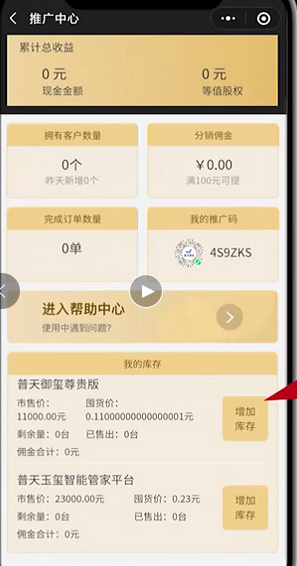 推广中心
累计总收益
0 元 0 元
现金金额 等值股权
拥有客户数量 分销佣金
0个 ￥0.00
昨天新增0个 满100元可提
完成订单数量 我的推广码
0单 4S9ZKS
进入帮助中心
使用中遇到问题?
我的库存
普天御玺尊贵版
市售价: 囤货价:
11000.00元 0.11000000000000001元
剩余量: 0台 已售出: 0台
佣金合计: 0元
增加
库存
普天玉玺智能管家平台
市售价: 23000.00元 囤货价: 0.23元
剩余量: 0台 已售出: 0台
佣金合计: 0元
增加
库存